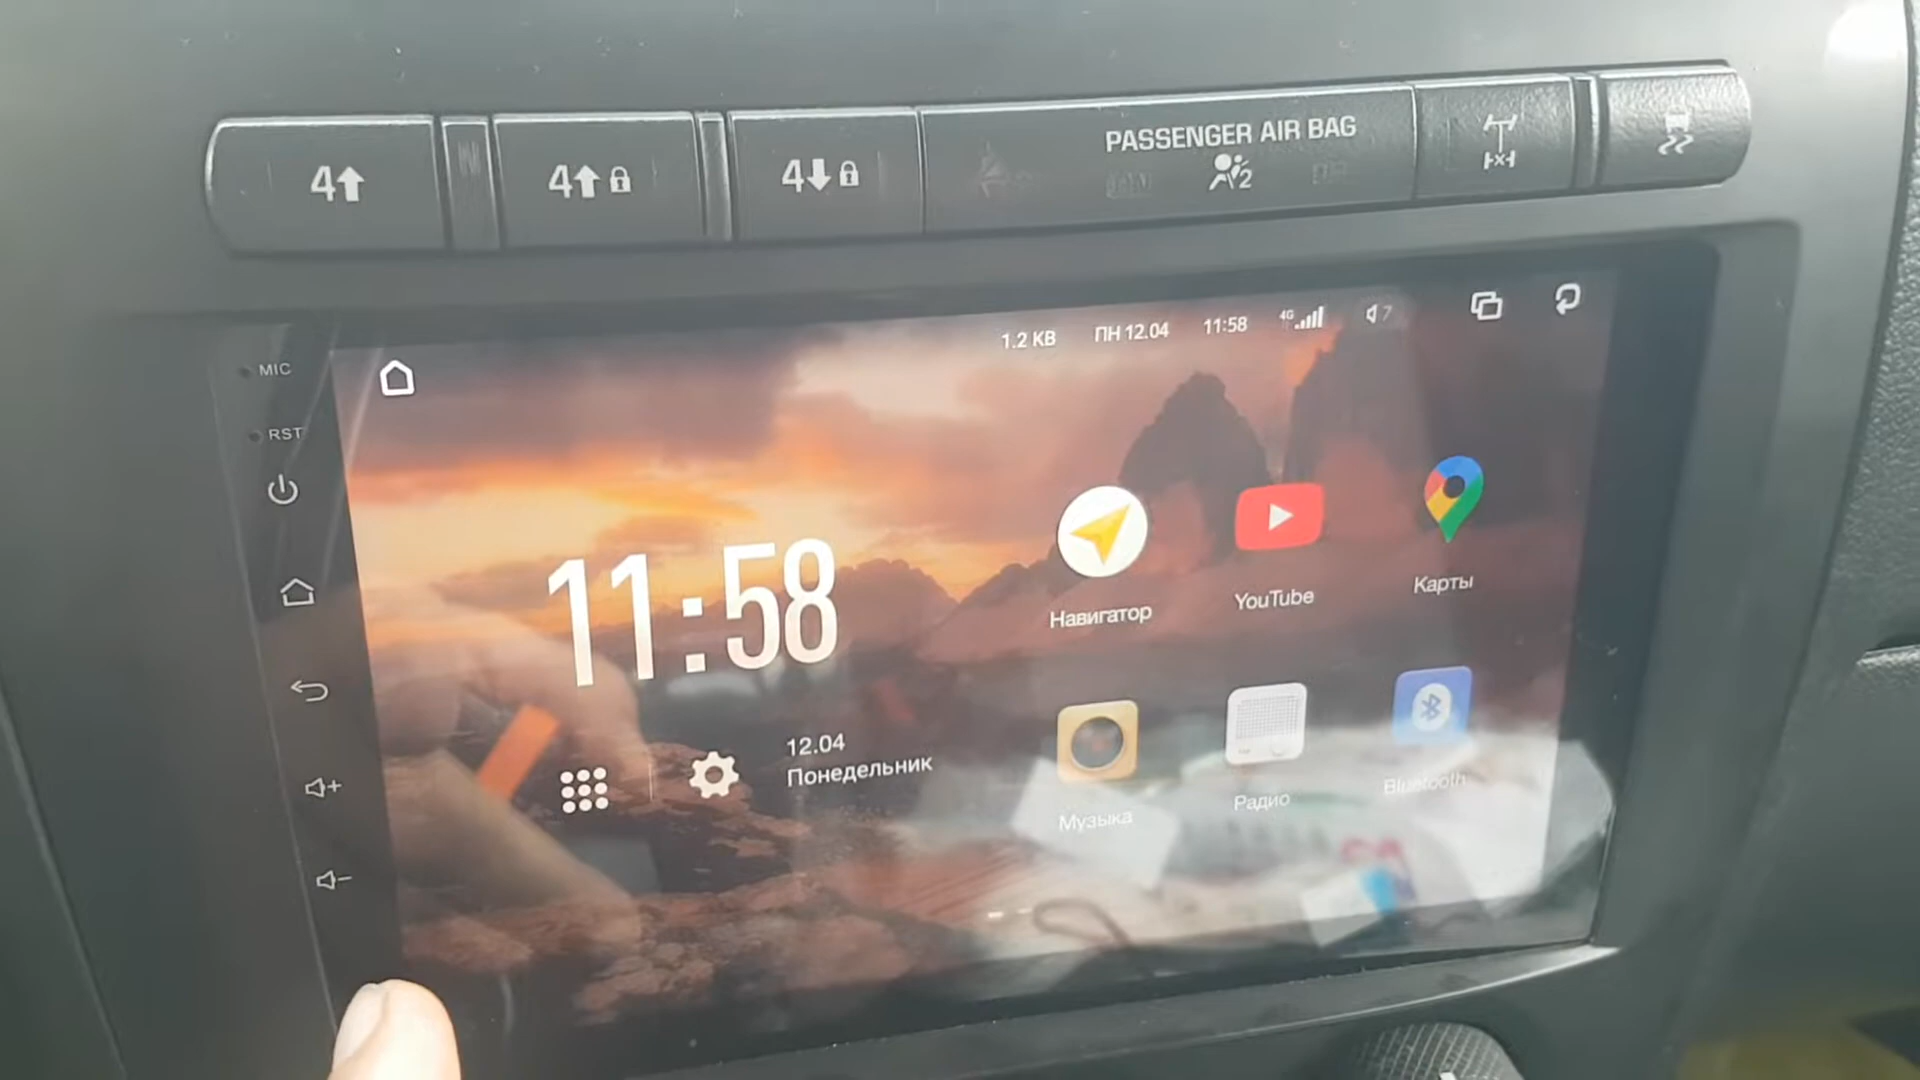 4
4
4
PASSENGER AIR BAG
2
1.2 KB
ПН 12.04
11:58
4G
7
MIC
RST
11:58
Навигатор
YouTube
Карты
12.04
Понедельник
Музыка
Радио
Bluetooth